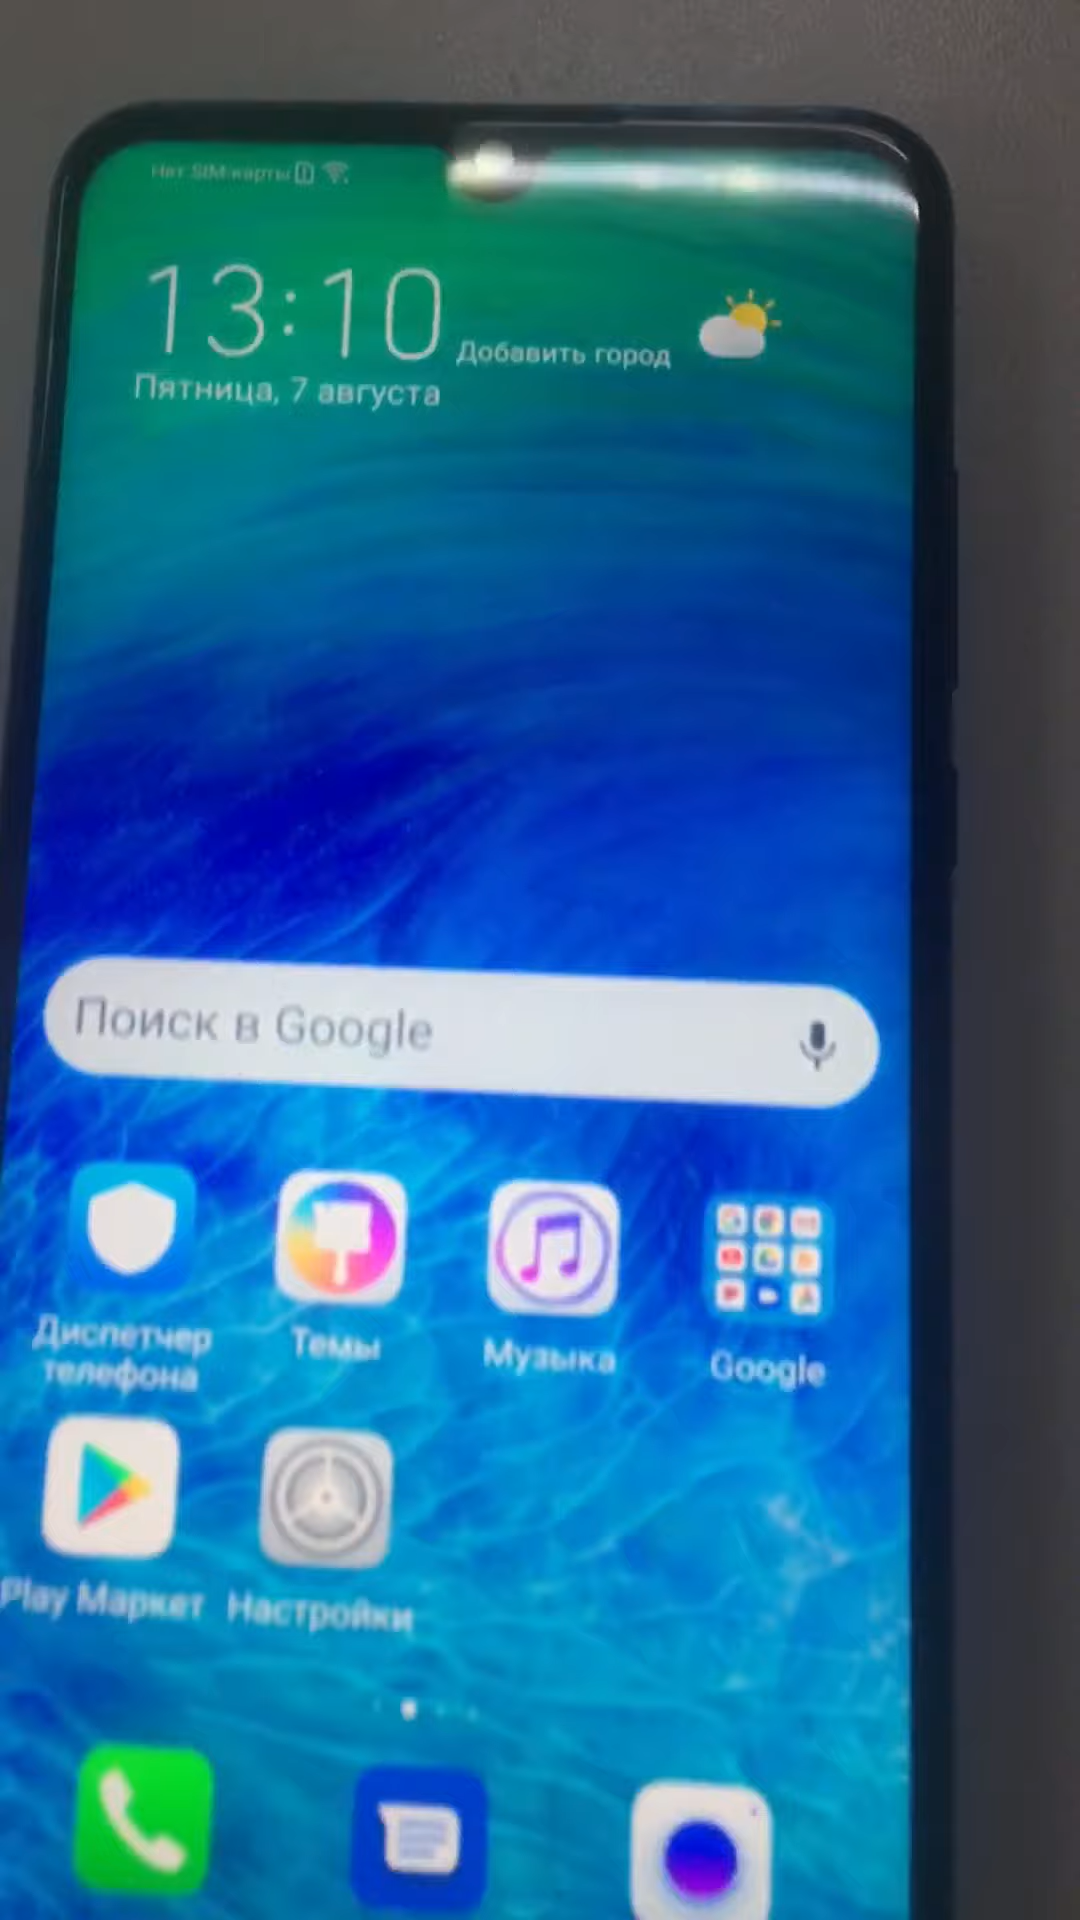 Нет SIM-карты
13:10
Добавить город
Пятница, 7 августа
Поиск в Google
Диспетчер
телефона
Темы
Музыка
Google
Play Маркет
Настройки